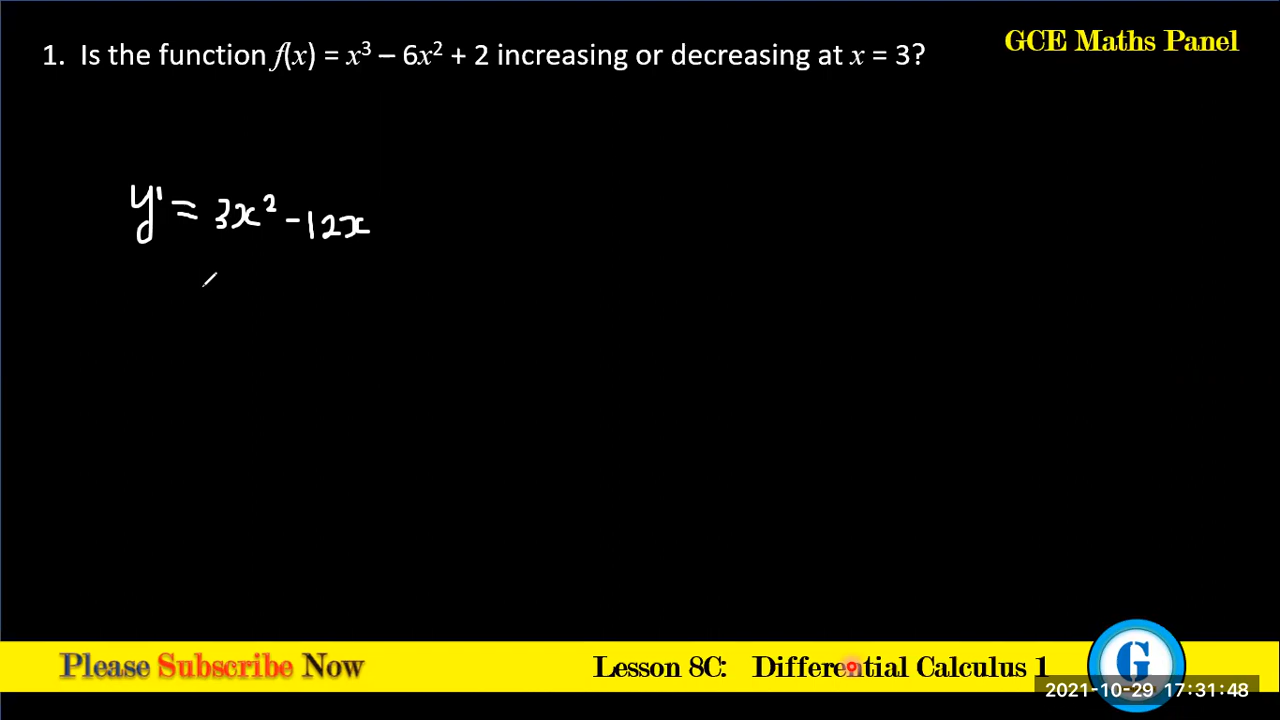 GCE Maths Panel
1. Is the function f(x) = x³ – 6x² + 2 increasing or decreasing at x = 3?
y' = 3x² - 12x
Please Subscribe Now
Lesson 8C: Differential Calculus 1
G
2021-10-29 17:31:48